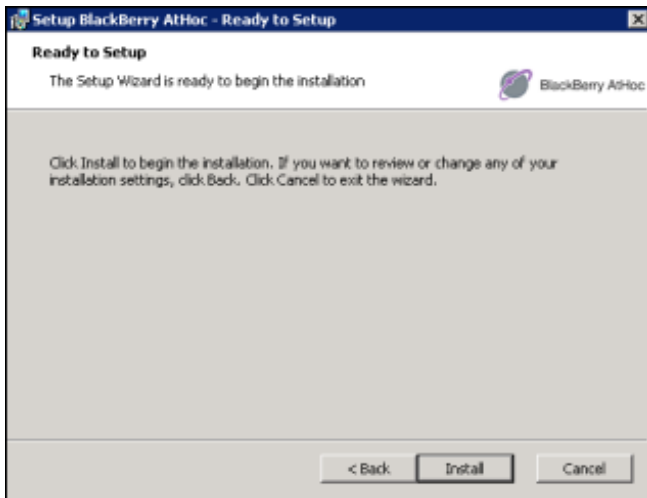 Setup BlackBerry AtHoc - Ready to Setup
Ready to Setup
The Setup Wizard is ready to begin the installation
BlackBerry AtHoc
Click Install to begin the installation. If you want to review or change any of your
installation settings, click Back. Click Cancel to exit the wizard.
< Back Install Cancel